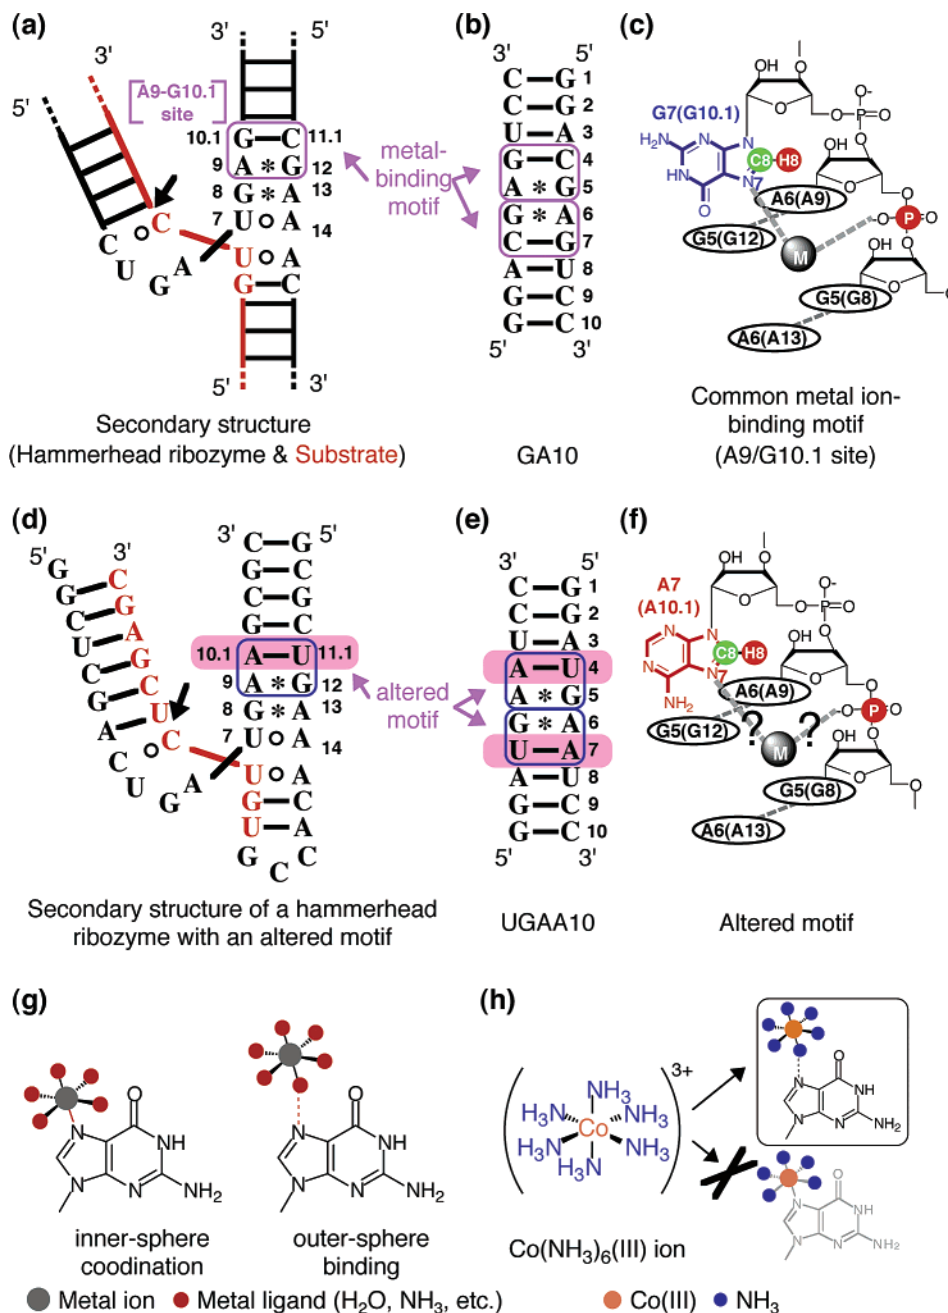 (a)
3'
5'
3'
5'
A9-G10.1
site
10.1 G C 11.1
9 A * G 12
8 G * A 13
7 U A 14
C
C
U
G
A
U A
G C
5'
3'
Secondary structure
(Hammerhead ribozyme & Substrate)
metal-
binding
motif
(b)
3' 5'
C G 1
C G 2
U A 3
G C 4
A * G 5
G * A 6
C G 7
A U 8
G C 9
G C 10
5' 3'
GA10
(c)
G7(G10.1)
H2N
N
N
N
HN
N7
O
C8-H8
OH
O
O
O
O-
P=O
O
A6(A9)
G5(G12)
M
O
O-
P=O
OH
O
O
G5(G8)
A6(A13)
Common metal ion-
binding motif
(A9/G10.1 site)
(d)
5' 3'
G C
G G
C A
U G
C C
G U
A C
C
U
G
A
3' 5'
C G
G C
C G
G C
10.1 A U 11.1
9 A * G 12
8 G * A 13
7 U A 14
U A
G C
U A
G C
C
Secondary structure of a hammerhead
ribozyme with an altered motif
altered
motif
(e)
3' 5'
C G 1
C G 2
U A 3
A U 4
A * G 5
G * A 6
U A 7
A U 8
G C 9
G C 10
5' 3'
UGAA10
(f)
A7
(A10.1)
N
N
N
N7
NH2
C8-H8
OH
O
O
O
O-
P=O
O
A6(A9)
G5(G12)
? ?
M
O
O-
P=O
OH
O
O
G5(G8)
A6(A13)
Altered motif
(g)
O
N
NH
N
N
NH2
inner-sphere
coodination
O
N
NH
N
N
NH2
outer-sphere
binding
Metal ion
Metal ligand (H2O, NH3, etc.)
(h)
3+
NH3
H3N
NH3
Co
H3N
NH3
H3N
Co(NH3)6(III) ion
O
N
NH
N
N
NH2
O
N
NH
N
N
NH2
Co(III)
NH3